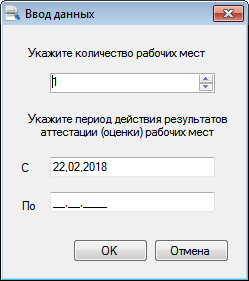 Ввод данных
Укажите количество рабочих мест
1
Укажите период действия результатов
аттестации (оценки) рабочих мест
С 22,02,2018
По __.__.____
OK Отмена